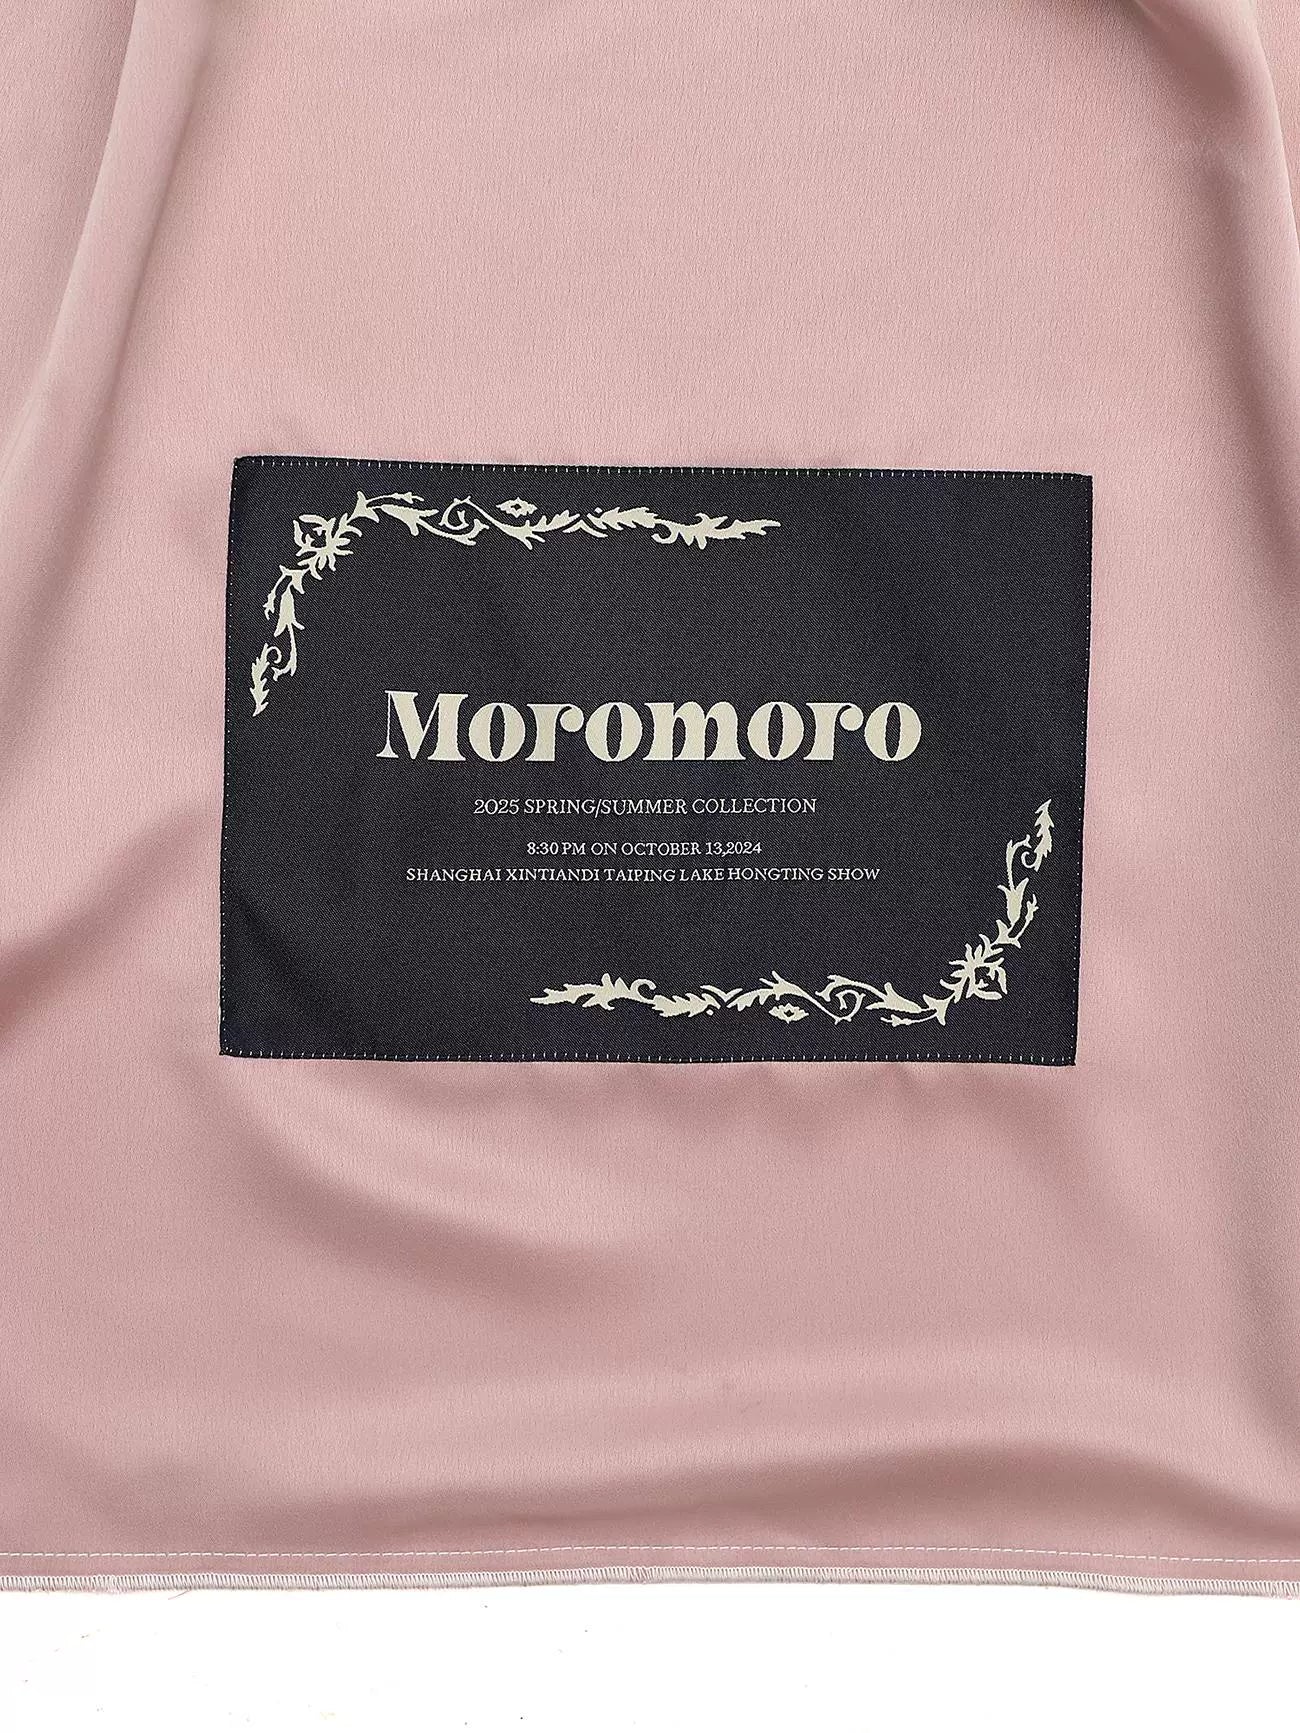 Moromoro
2025 SPRING/SUMMER COLLECTION
8:30 PM ON OCTOBER 13,2024
SHANGHAI XINTIANDI TAIPING LAKE HONGTING SHOW